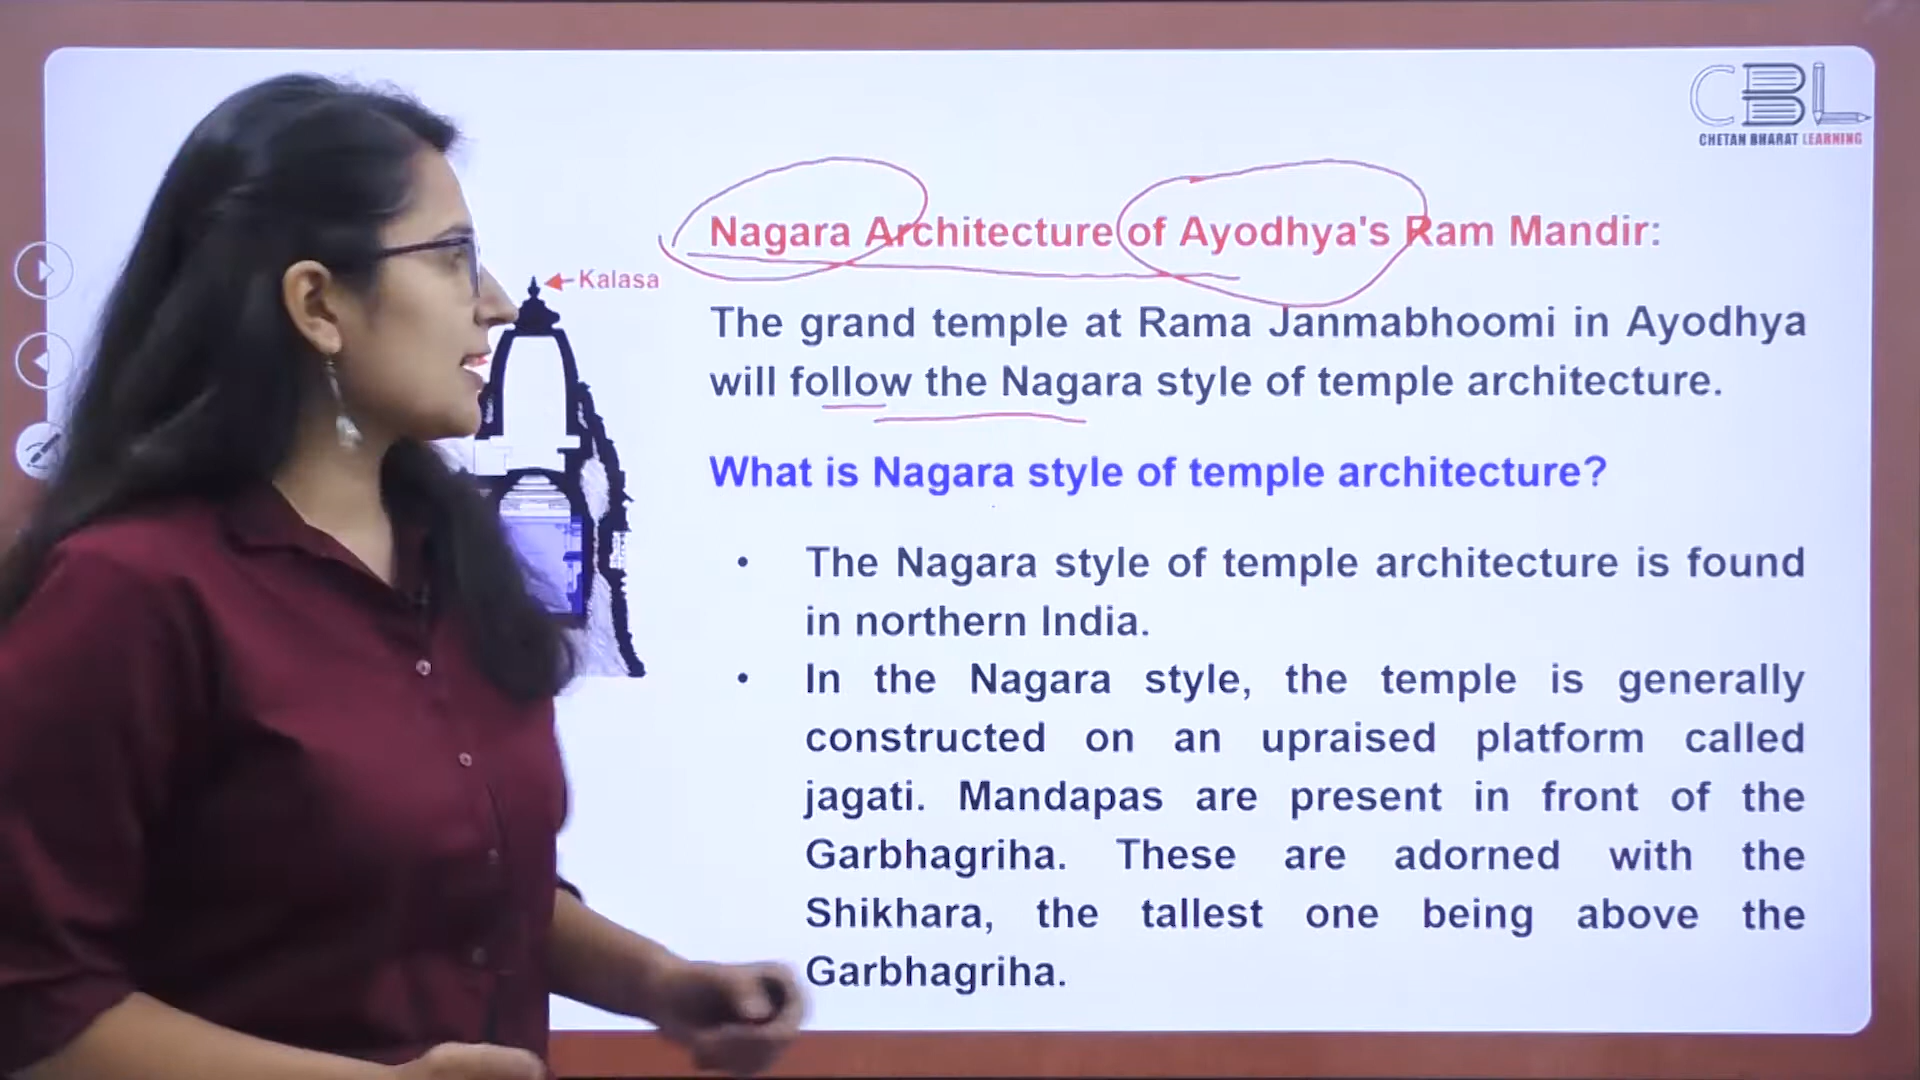 CBL
CHETAN BHARAT LEARNING
Nagara Architecture of Ayodhya's Ram Mandir:
Kalasa
The grand temple at Rama Janmabhoomi in Ayodhya
will follow the Nagara style of temple architecture.
What is Nagara style of temple architecture?
• The Nagara style of temple architecture is found
in northern India.
• In the Nagara style, the temple is generally
constructed on an upraised platform called
jagati. Mandapas are present in front of the
Garbhagriha. These are adorned with the
Shikhara, the tallest one being above the
Garbhagriha.